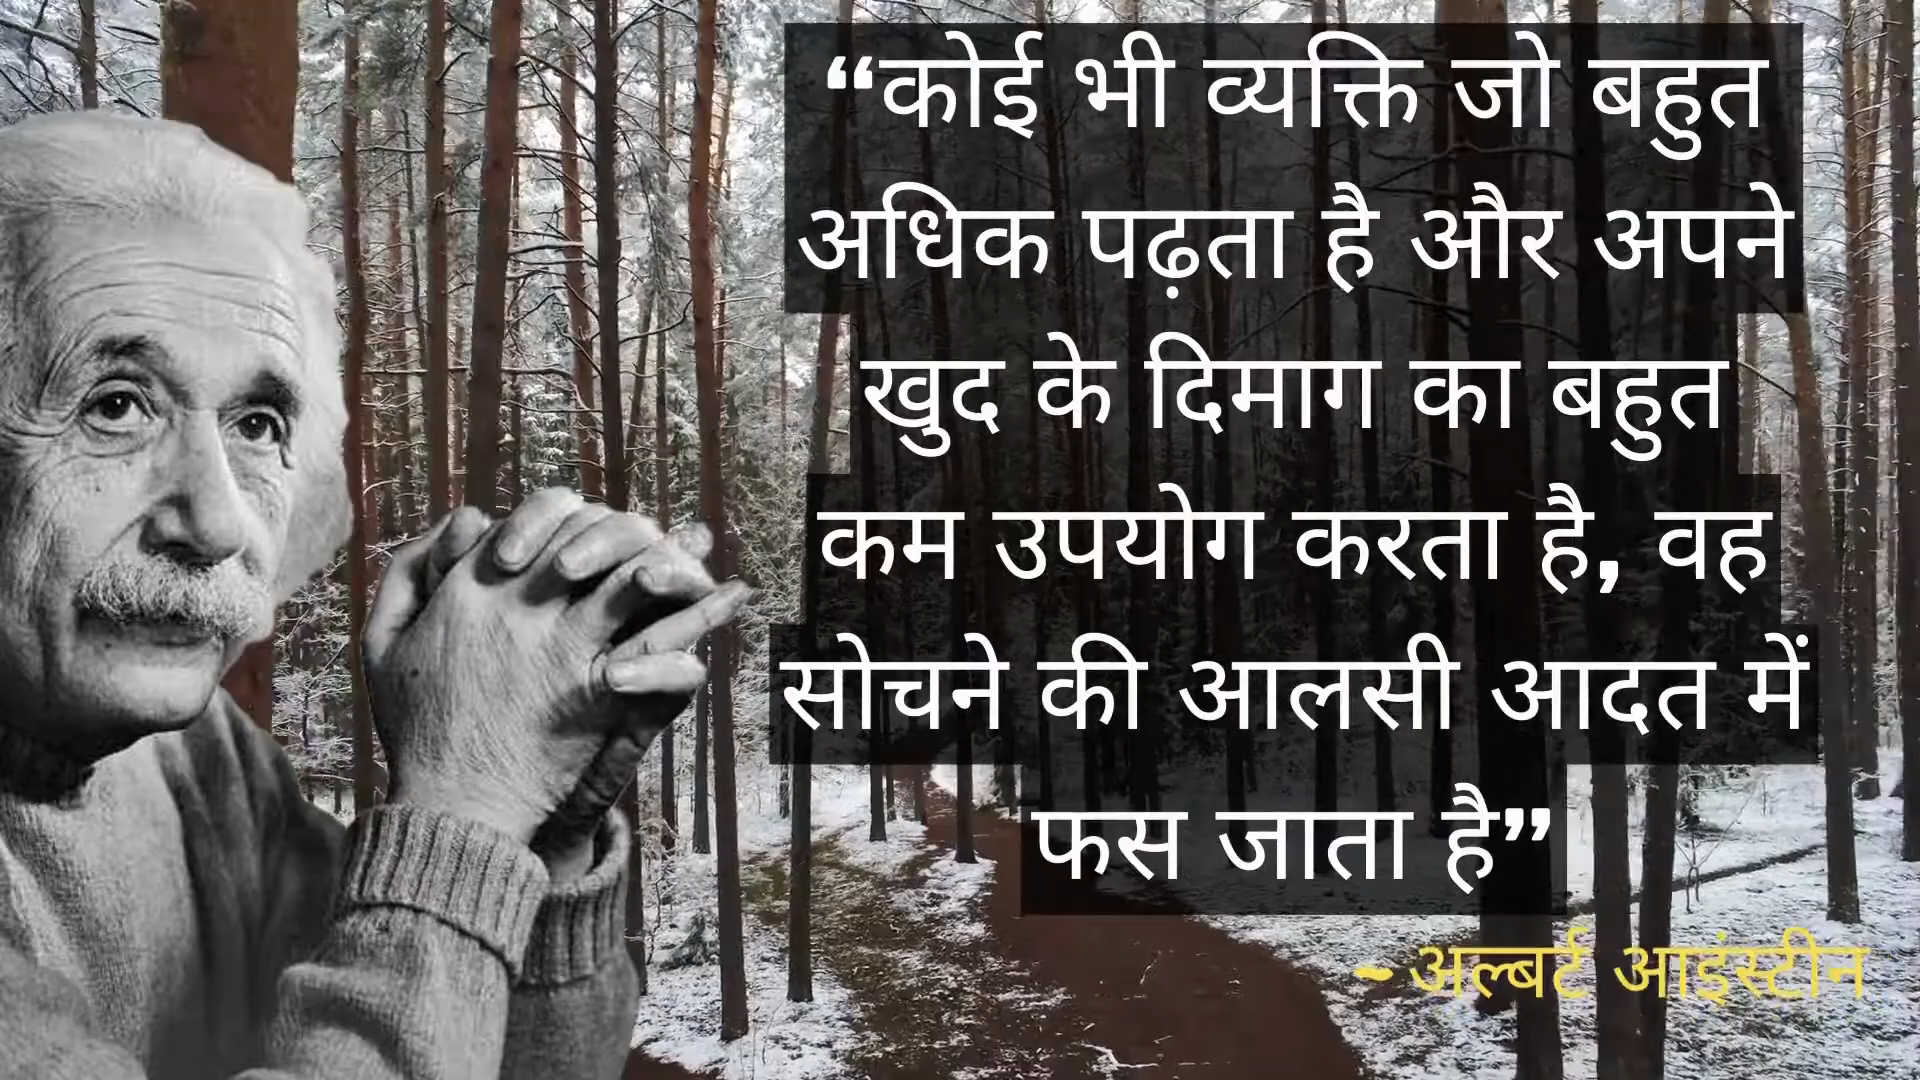 “कोई भी व्यक्ति जो बहुत
अधिक पढ़ता है और अपने
खुद के दिमाग का बहुत
कम उपयोग करता है, वह
सोचने की आलसी आदत में
फस जाता है”
- अल्बर्ट आइंस्टीन